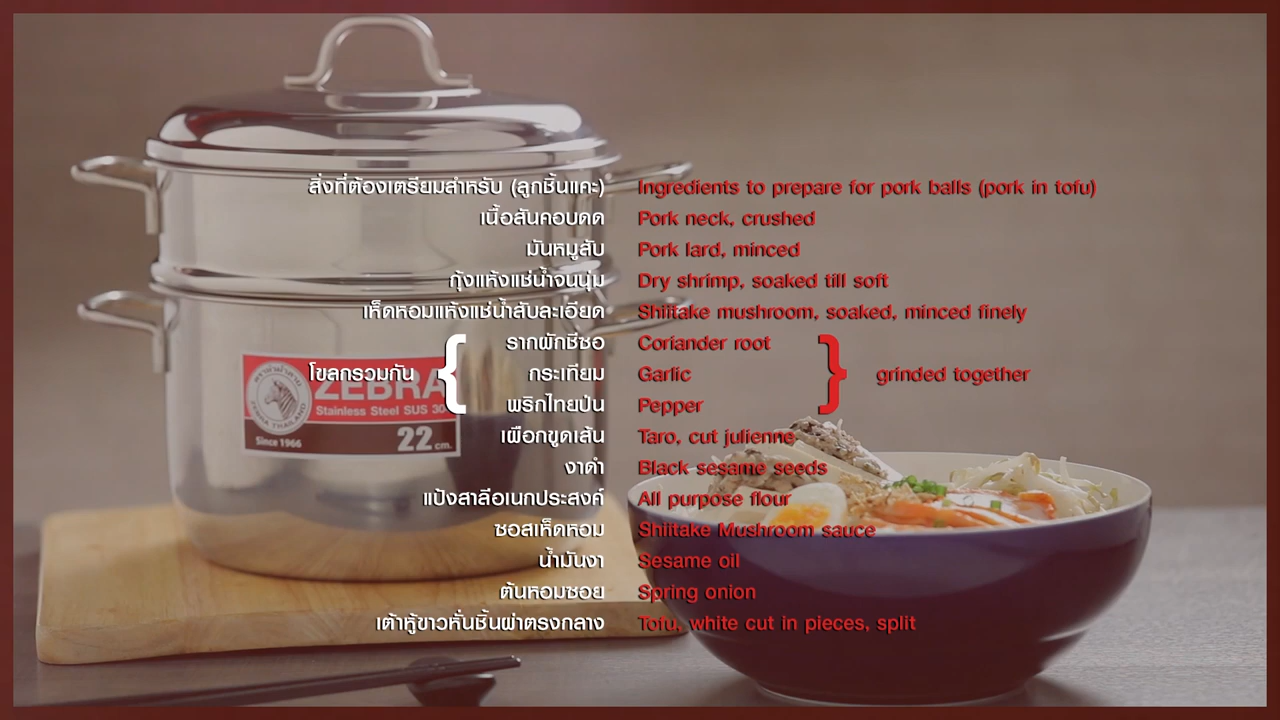 สิ่งที่ต้องเตรียมสำหรับ (ลูกชิ้นแคะ) Ingredients to prepare for pork balls (pork in tofu)
เนื้อสันคอบดด Pork neck, crushed
มันหมูสับ Pork lard, minced
กุ้งแห้งแช่น้ำจนนุ่ม Dry shrimp, soaked till soft
เห็ดหอมแห้งแช่น้ำสับละเอียด Shiitake mushroom, soaked, minced finely
รากผักชีซอ Coriander root
โขลกรวมกัน { กระเทียม Garlic } grinded together
พริกไทยป่น Pepper
เผือกขูดเส้น Taro, cut julienne
งาดำ Black sesame seeds
แป้งสาลีอเนกประสงค์ All purpose flour
ซอสเห็ดหอม Shiitake Mushroom sauce
น้ำมันงา Sesame oil
ต้นหอมซอย Spring onion
เต้าหู้ขาวหั่นชิ้นผ่าตรงกลาง Tofu, white cut in pieces, split
ZEBRA
Stainless Steel SUS 30
ZEBRA THAILAND
Since 1966
22 cm.